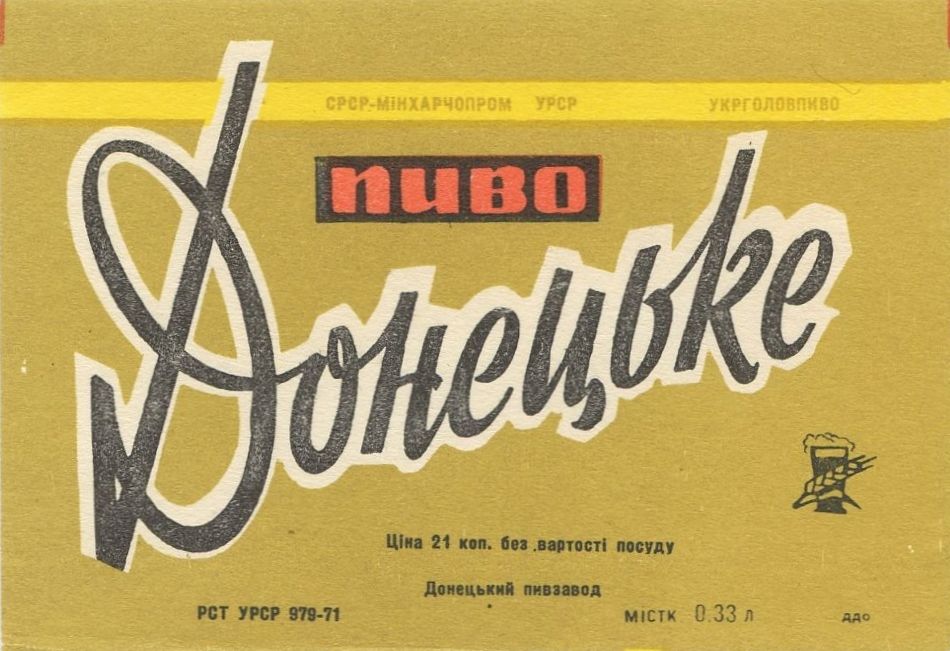 СРСР-МІНХАРЧОПРОМ УРСР УКРГОЛОВПИВО
пиво
Донецьке
Ціна 21 коп. без вартості посуду
Донецький пивзавод
РСТ УРСР 979-71 МІСТК 0.33 л ДДО